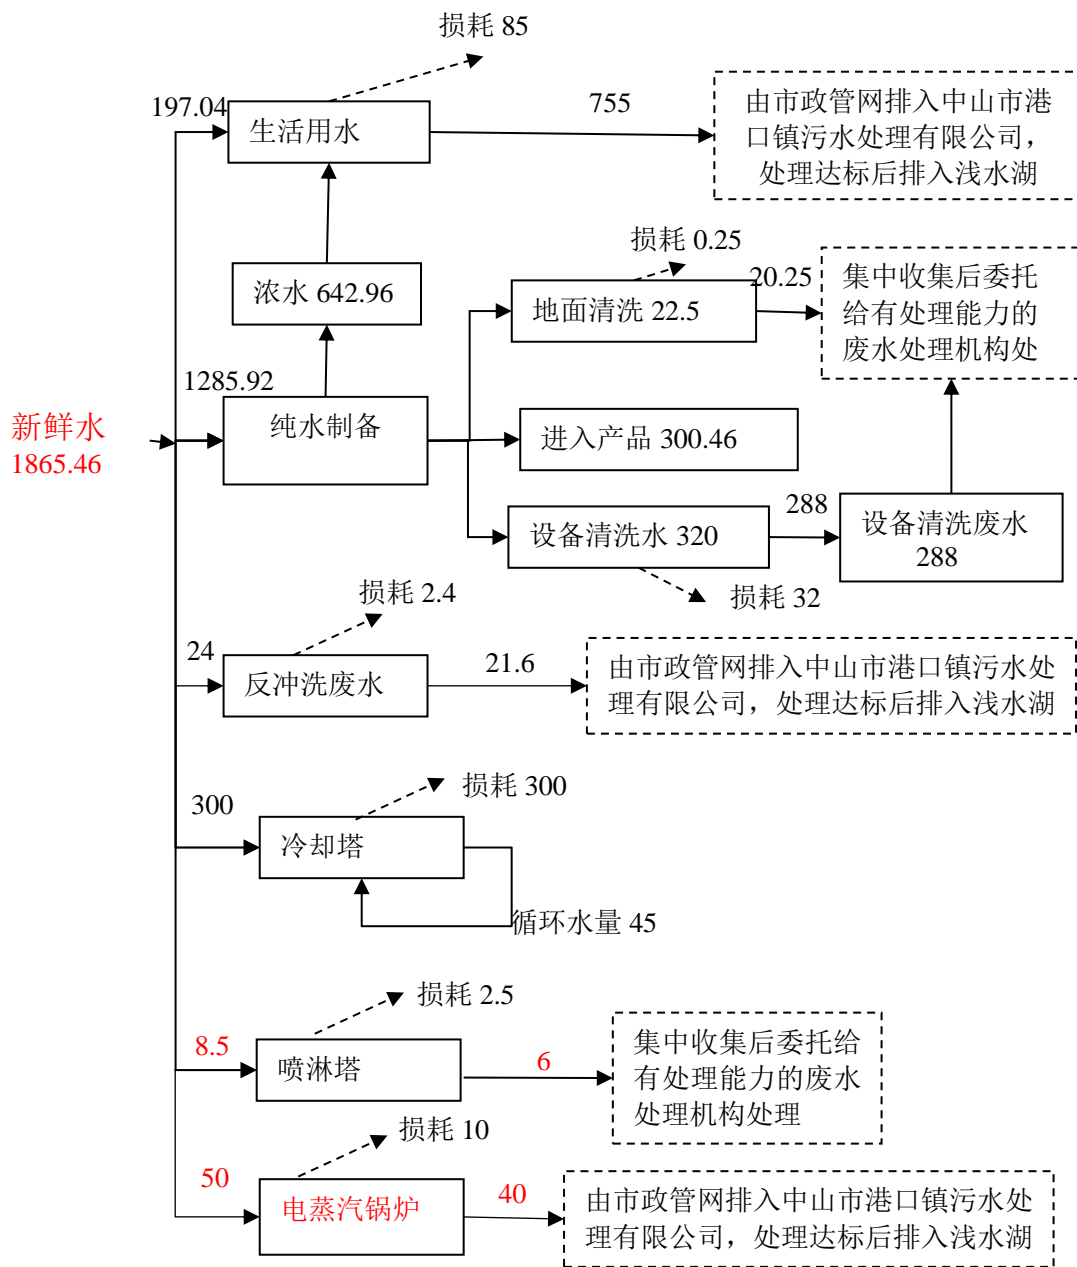 损耗 85
197.04
生活用水
755
由市政管网排入中山市港
口镇污水处理有限公司，
处理达标后排入浅水湖
损耗 0.25
浓水 642.96
地面清洗 22.5
20.25
集中收集后委托
给有处理能力的
废水处理机构处
1285.92
纯水制备
新鲜水
1865.46
进入产品 300.46
设备清洗水 320
288
设备清洗废水
288
损耗 32
损耗 2.4
24
反冲洗废水
21.6
由市政管网排入中山市港口镇污水处
理有限公司，处理达标后排入浅水湖
损耗 300
300
冷却塔
循环水量 45
损耗 2.5
8.5
喷淋塔
6
集中收集后委托给
有处理能力的废水
处理机构处理
损耗 10
50
电蒸汽锅炉
40
由市政管网排入中山市港口镇污水处
理有限公司，处理达标后排入浅水湖